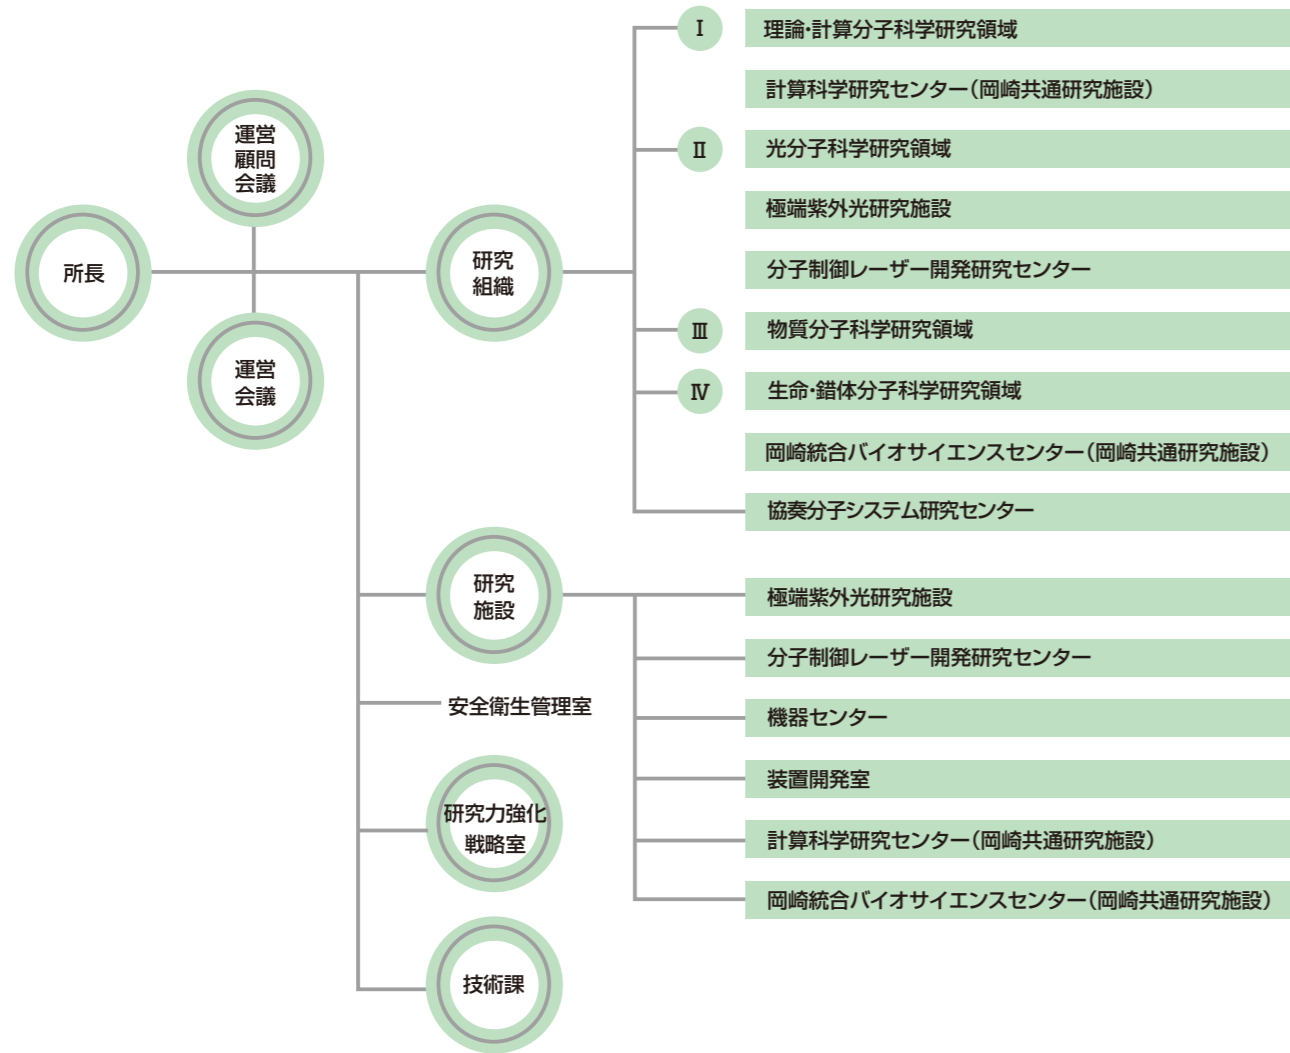 所長
運営
顧問
会議
運営
会議
研究
組織
Ⅰ
理論・計算分子科学研究領域
計算科学研究センター（岡崎共通研究施設）
Ⅱ
光分子科学研究領域
極端紫外光研究施設
分子制御レーザー開発研究センター
Ⅲ
物質分子科学研究領域
Ⅳ
生命・錯体分子科学研究領域
岡崎統合バイオサイエンスセンター（岡崎共通研究施設）
協奏分子システム研究センター
研究
施設
極端紫外光研究施設
分子制御レーザー開発研究センター
機器センター
装置開発室
計算科学研究センター（岡崎共通研究施設）
岡崎統合バイオサイエンスセンター（岡崎共通研究施設）
安全衛生管理室
研究力強化
戦略室
技術課